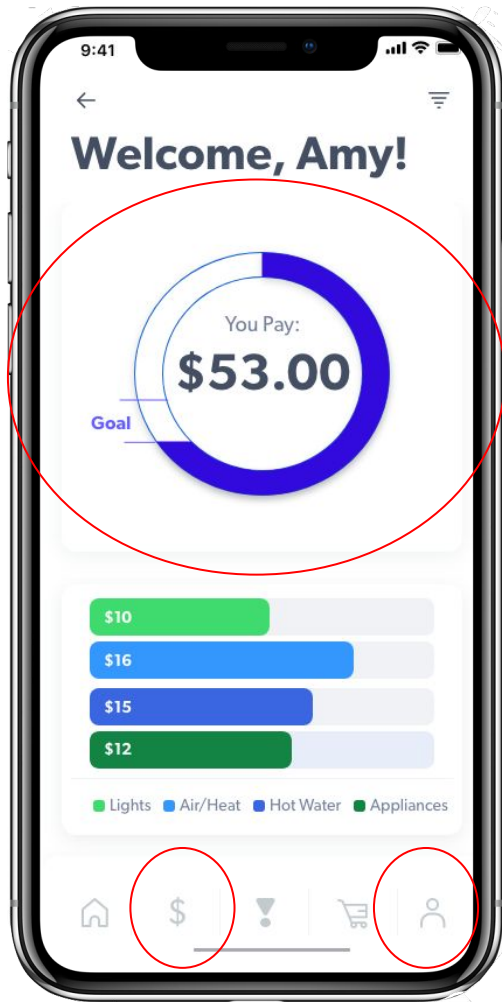 9:41
Welcome, Amy!
You Pay:
$53.00
Goal
$10
$16
$15
$12
Lights Air/Heat Hot Water Appliances
$